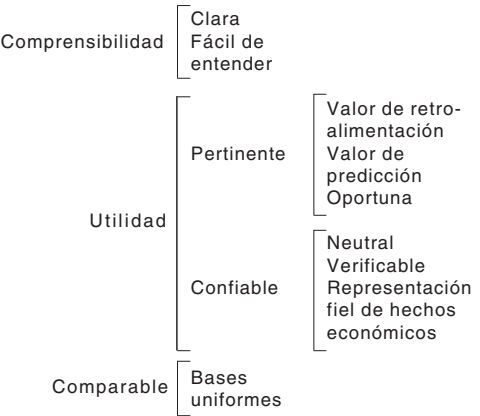 Comprensibilidad
Clara
Fácil de
entender
Utilidad
Pertinente
Valor de retro-
alimentación
Valor de
predicción
Oportuna
Confiable
Neutral
Verificable
Representación
fiel de hechos
económicos
Comparable
Bases
uniformes